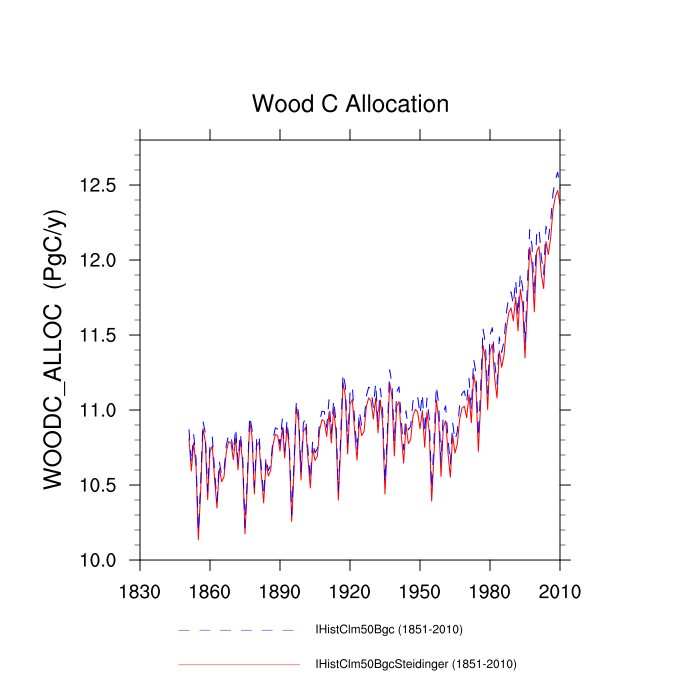 Wood C Allocation
WOODC_ALLOC (PgC/y)
12.5
12.0
11.5
11.0
10.5
10.0
1830 1860 1890 1920 1950 1980 2010
IHistClm50Bgc (1851-2010)
IHistClm50BgcSteidinger (1851-2010)